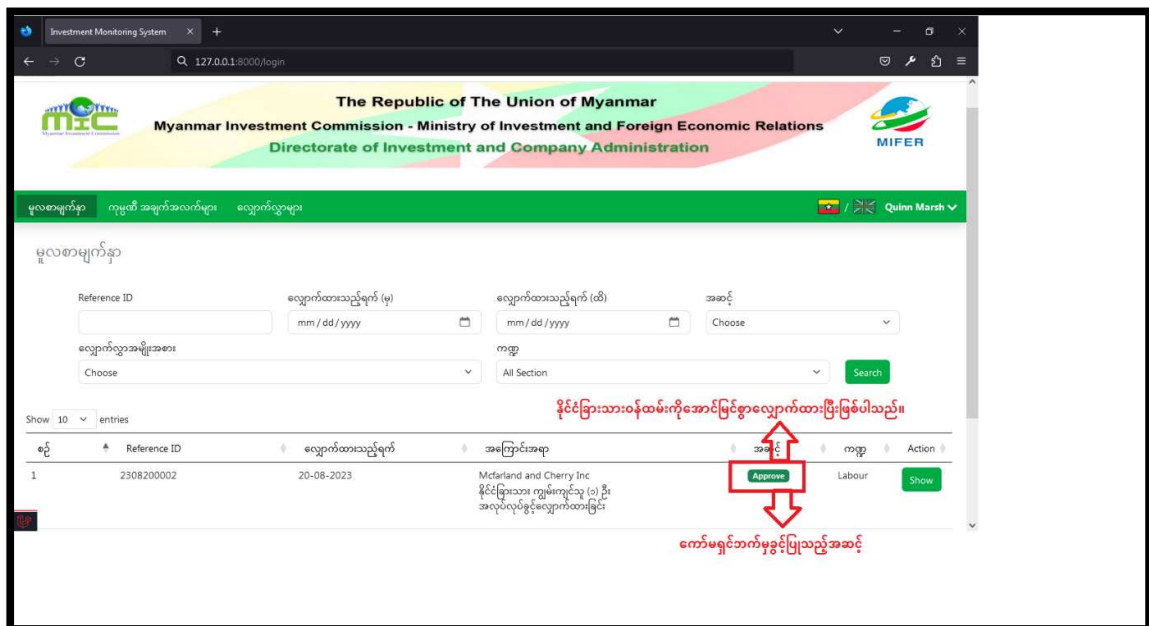 Investment Monitoring System
127.0.0.1:8000/login
MIC
Myanmar Investment Commission
The Republic of The Union of Myanmar
Myanmar Investment Commission - Ministry of Investment and Foreign Economic Relations
Directorate of Investment and Company Administration
MIFER
မူလစာမျက်နှာ ကုမ္ပဏီ အချက်အလက်များ လျှောက်လွှာများ / Quinn Marsh
မူလစာမျက်နှာ
Reference ID လျှောက်ထားသည့်ရက် (မှ) လျှောက်ထားသည့်ရက် (ထိ) အဆင့်
mm / dd / yyyy mm / dd / yyyy Choose
လျှောက်လွှာအမျိုးအစား ကဏ္ဍ
Choose All Section Search
နိုင်ငံခြားသားဝန်ထမ်းကိုအောင်မြင်စွာလျှောက်ထားပြီးဖြစ်ပါသည်။
Show 10 entries
စဉ် Reference ID လျှောက်ထားသည့်ရက် အကြောင်းအရာ အဆင့် ကဏ္ဍ Action
1 2308200002 20-08-2023 Mcfarland and Cherry Inc Approve Labour Show
နိုင်ငံခြားသား ကျွမ်းကျင်သူ (၁) ဦး
အလုပ်လုပ်ခွင့်လျှောက်ထားခြင်း
ကော်မရှင်ဘက်မှခွင့်ပြုသည့်အဆင့်